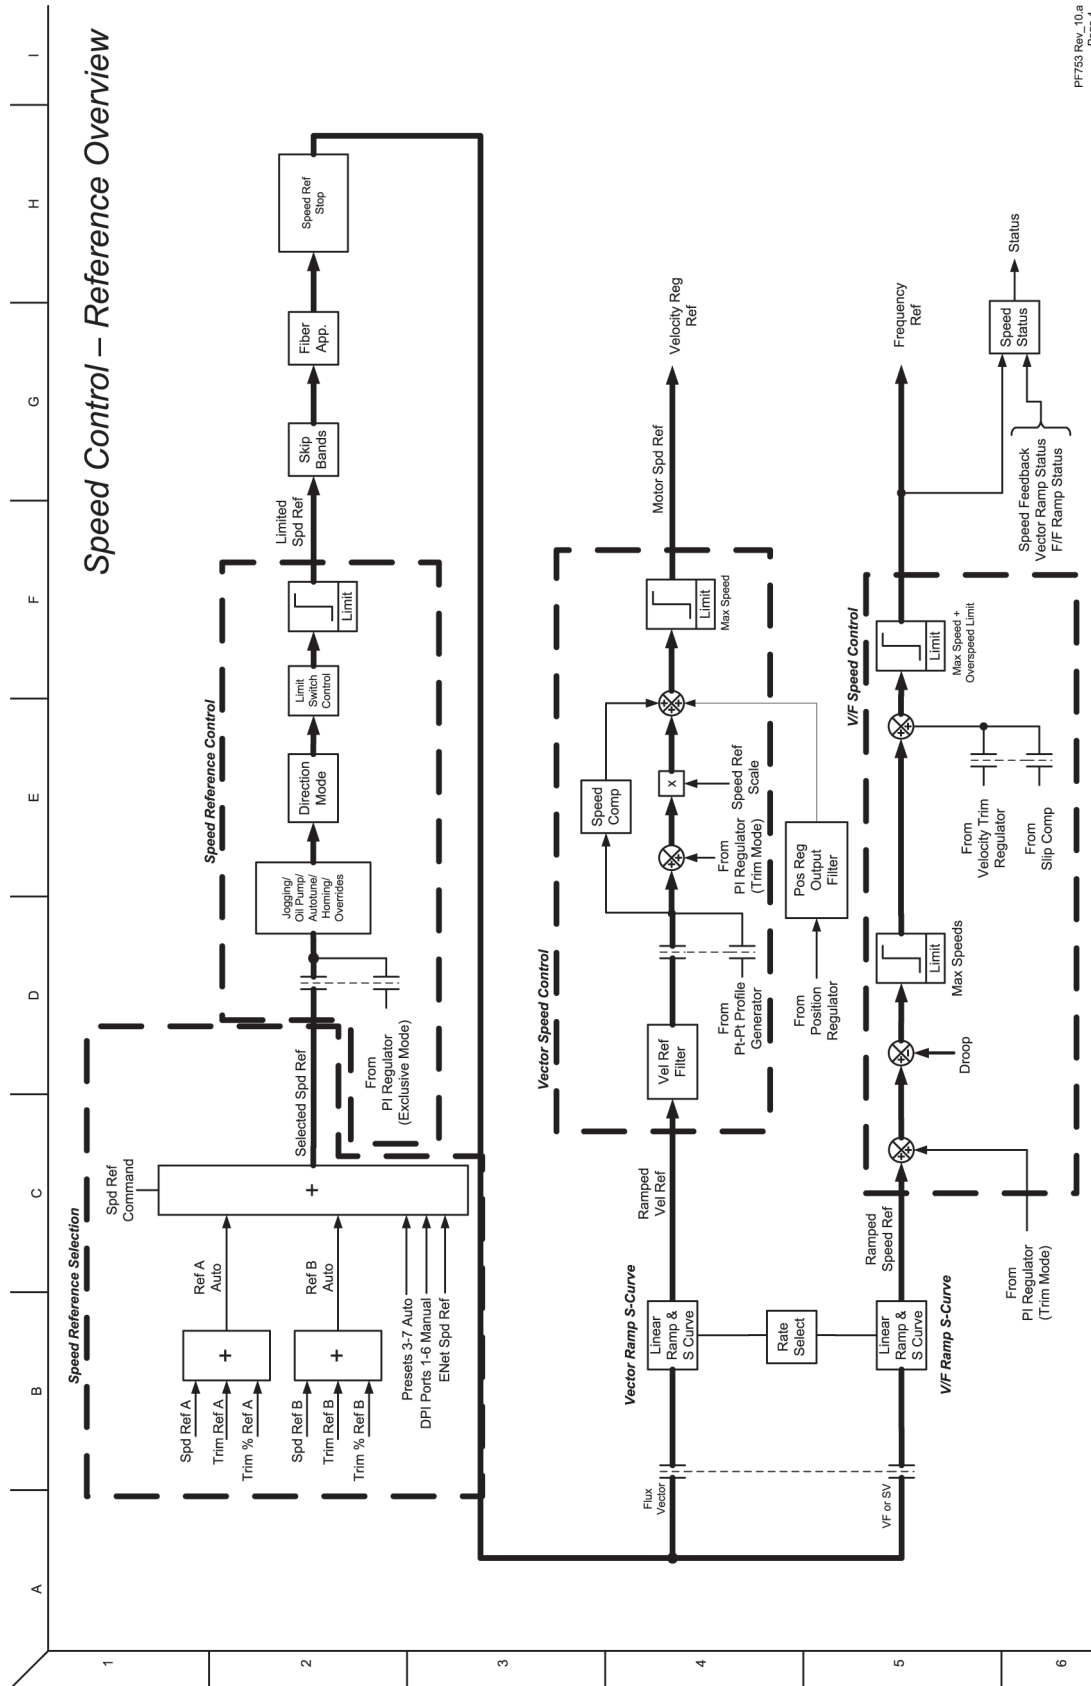 Speed Control – Reference Overview
A
B
C
D
E
F
G
H
I
1
2
3
4
5
6
Speed Reference Selection
Spd Ref A
Trim Ref A
Trim % Ref A
+
Ref A
Auto
Spd Ref B
Trim Ref B
Trim % Ref B
+
Ref B
Auto
Presets 3-7 Auto
DPI Ports 1-6 Manual
ENet Spd Ref
Spd Ref
Command
+
Selected Spd Ref
Speed Reference Control
From
PI Regulator
(Exclusive Mode)
Jogging/
Oil Pump/
Autotune/
Homing/
Overrides
Direction
Mode
Limit
Switch
Control
Limit
Limited
Spd Ref
Skip
Bands
Fiber
App.
Speed Ref
Stop
Flux
Vector
Vector Ramp S-Curve
Linear
Ramp &
S Curve
Ramped
Vel Ref
Rate
Select
Vector Speed Control
Vel Ref
Filter
From
Pt-Pt Profile
Generator
Speed
Comp
+
+
From
PI Regulator
(Trim Mode)
x
Speed Ref
Scale
+
+
+
Limit
Max Speed
Motor Spd Ref
Velocity Reg
Ref
From
Position
Regulator
Pos Reg
Output
Filter
VF or SV
Linear
Ramp &
S Curve
V/F Ramp S-Curve
Ramped
Speed Ref
From
PI Regulator
(Trim Mode)
V/F Speed Control
+
+
+
-
Droop
Limit
Max Speeds
From
Velocity Trim
Regulator
From
Slip Comp
+
+
Limit
Max Speed +
Overspeed Limit
Frequency
Ref
Speed Feedback
Vector Ramp Status
F/F Ramp Status
Speed
Status
Status
PF753 Rev_10.a